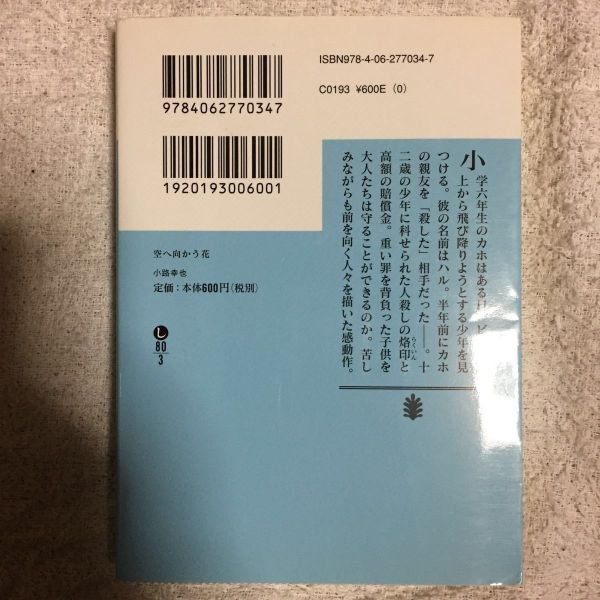 ISBN978-4-06-277034-7
C0193 ¥600E (0)
9784062770347
1920193006001
小学六年生のカホはある日、ビ
上から飛び降りようとする少年を見
つける。彼の名前はハル。半年前にカホ
の親友を「殺した」相手だった――。十
二歳の少年に科せられた人殺しの烙印と
らくいん
高額の賠償金。重い罪を背負った子供を
大人たちは守ることができるのか。苦し
みながらも前を向く人々を描いた感動作。
空へ向かう花
小路幸也
定価：本体600円（税別）
し
80
3